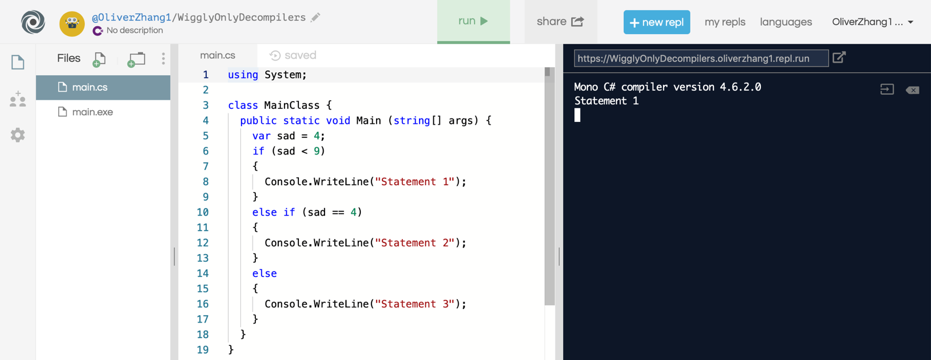 @OliverZhang1/WigglyOnlyDecompilers
No description
run
share
+ new repl
my repls
languages
OliverZhang1 ...
Files
main.cs
main.exe
main.cs
saved
1 using System;
2
3 class MainClass {
4 public static void Main (string[] args) {
5 var sad = 4;
6 if (sad < 9)
7 {
8 Console.WriteLine("Statement 1");
9 }
10 else if (sad == 4)
11 {
12 Console.WriteLine("Statement 2");
13 }
14 else
15 {
16 Console.WriteLine("Statement 3");
17 }
18 }
19 }
https://WigglyOnlyDecompilers.oliverzhang1.repl.run
Mono C# compiler version 4.6.2.0
Statement 1